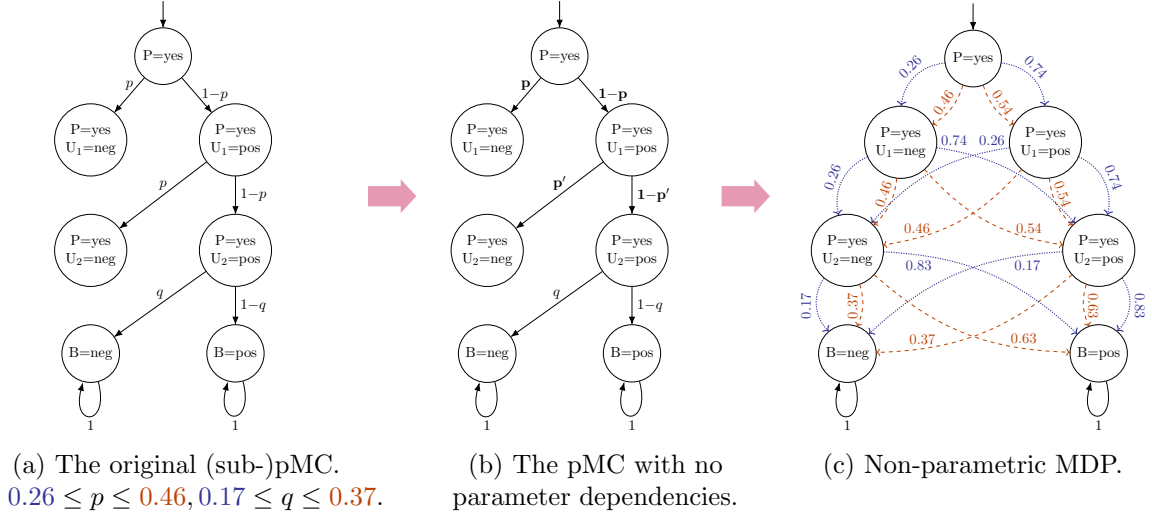 P=yes
p
1−p
P=yes
U₁=neg
P=yes
U₁=pos
p
1−p
P=yes
U₂=neg
P=yes
U₂=pos
q
1−q
B=neg
B=pos
1
1
(a) The original (sub-)pMC.
0.26 ≤ p ≤ 0.46, 0.17 ≤ q ≤ 0.37.
P=yes
p
1−p
P=yes
U₁=neg
P=yes
U₁=pos
p′
1−p′
P=yes
U₂=neg
P=yes
U₂=pos
q
1−q
B=neg
B=pos
1
1
(b) The pMC with no
parameter dependencies.
P=yes
0.26
0.46
0.54
0.74
P=yes
U₁=neg
P=yes
U₁=pos
0.74
0.26
0.26
0.46
0.54
0.74
0.46
0.54
P=yes
U₂=neg
P=yes
U₂=pos
0.83
0.17
0.17
0.37
0.63
0.83
0.37
0.63
B=neg
B=pos
1
1
(c) Non-parametric MDP.